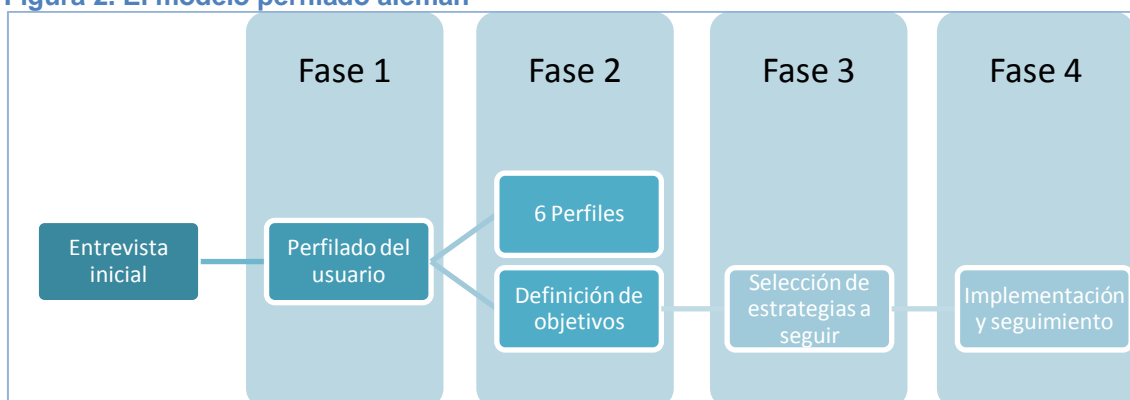 Figura 2. El modelo perfilado alemán
Fase 1
Fase 2
Fase 3
Fase 4
Entrevista
inicial
Perfilado del
usuario
6 Perfiles
Definición de
objetivos
Selección de
estrategias a
seguir
Implementación
y seguimiento